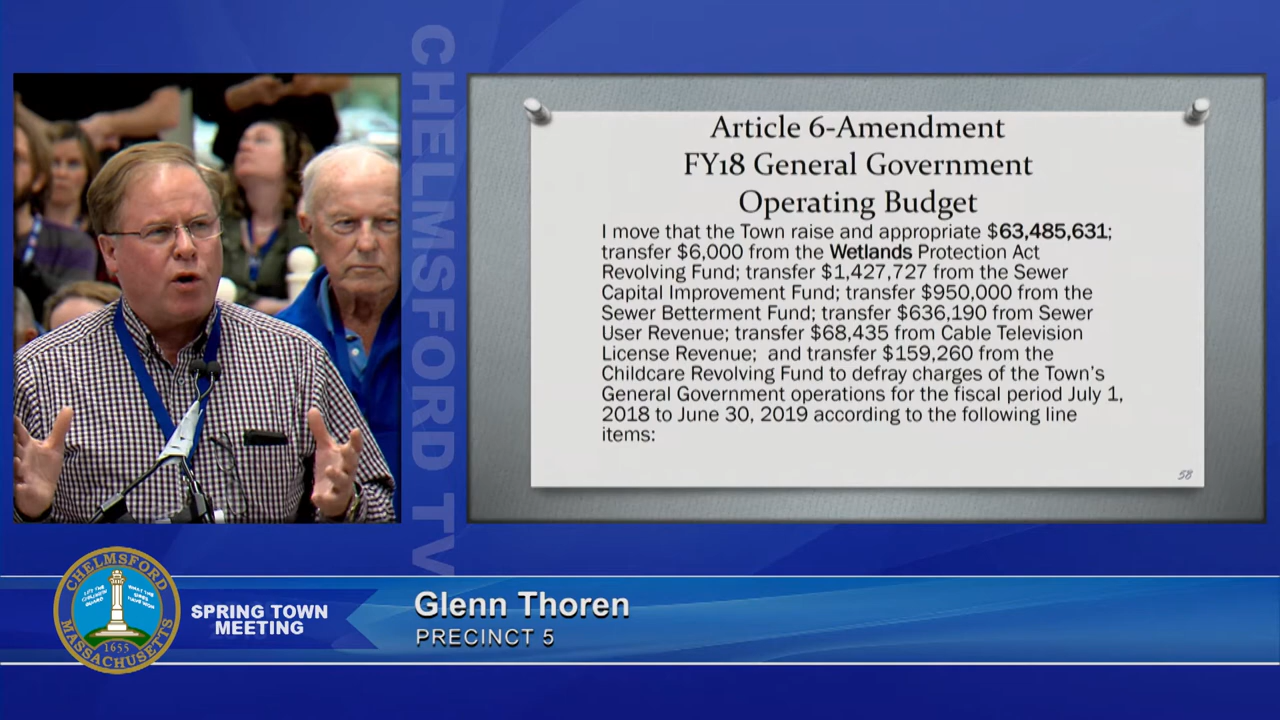 CHELMSFORD TV
Article 6-Amendment
FY18 General Government
Operating Budget
I move that the Town raise and appropriate $63,485,631;
transfer $6,000 from the Wetlands Protection Act
Revolving Fund; transfer $1,427,727 from the Sewer
Capital Improvement Fund; transfer $950,000 from the
Sewer Betterment Fund; transfer $636,190 from Sewer
User Revenue; transfer $68,435 from Cable Television
License Revenue;  and transfer $159,260 from the
Childcare Revolving Fund to defray charges of the Town's
General Government operations for the fiscal period July 1,
2018 to June 30, 2019 according to the following line
items:
58
CHELMSFORD
MASSACHUSETTS
1655
SPRING TOWN
MEETING
Glenn Thoren
PRECINCT 5